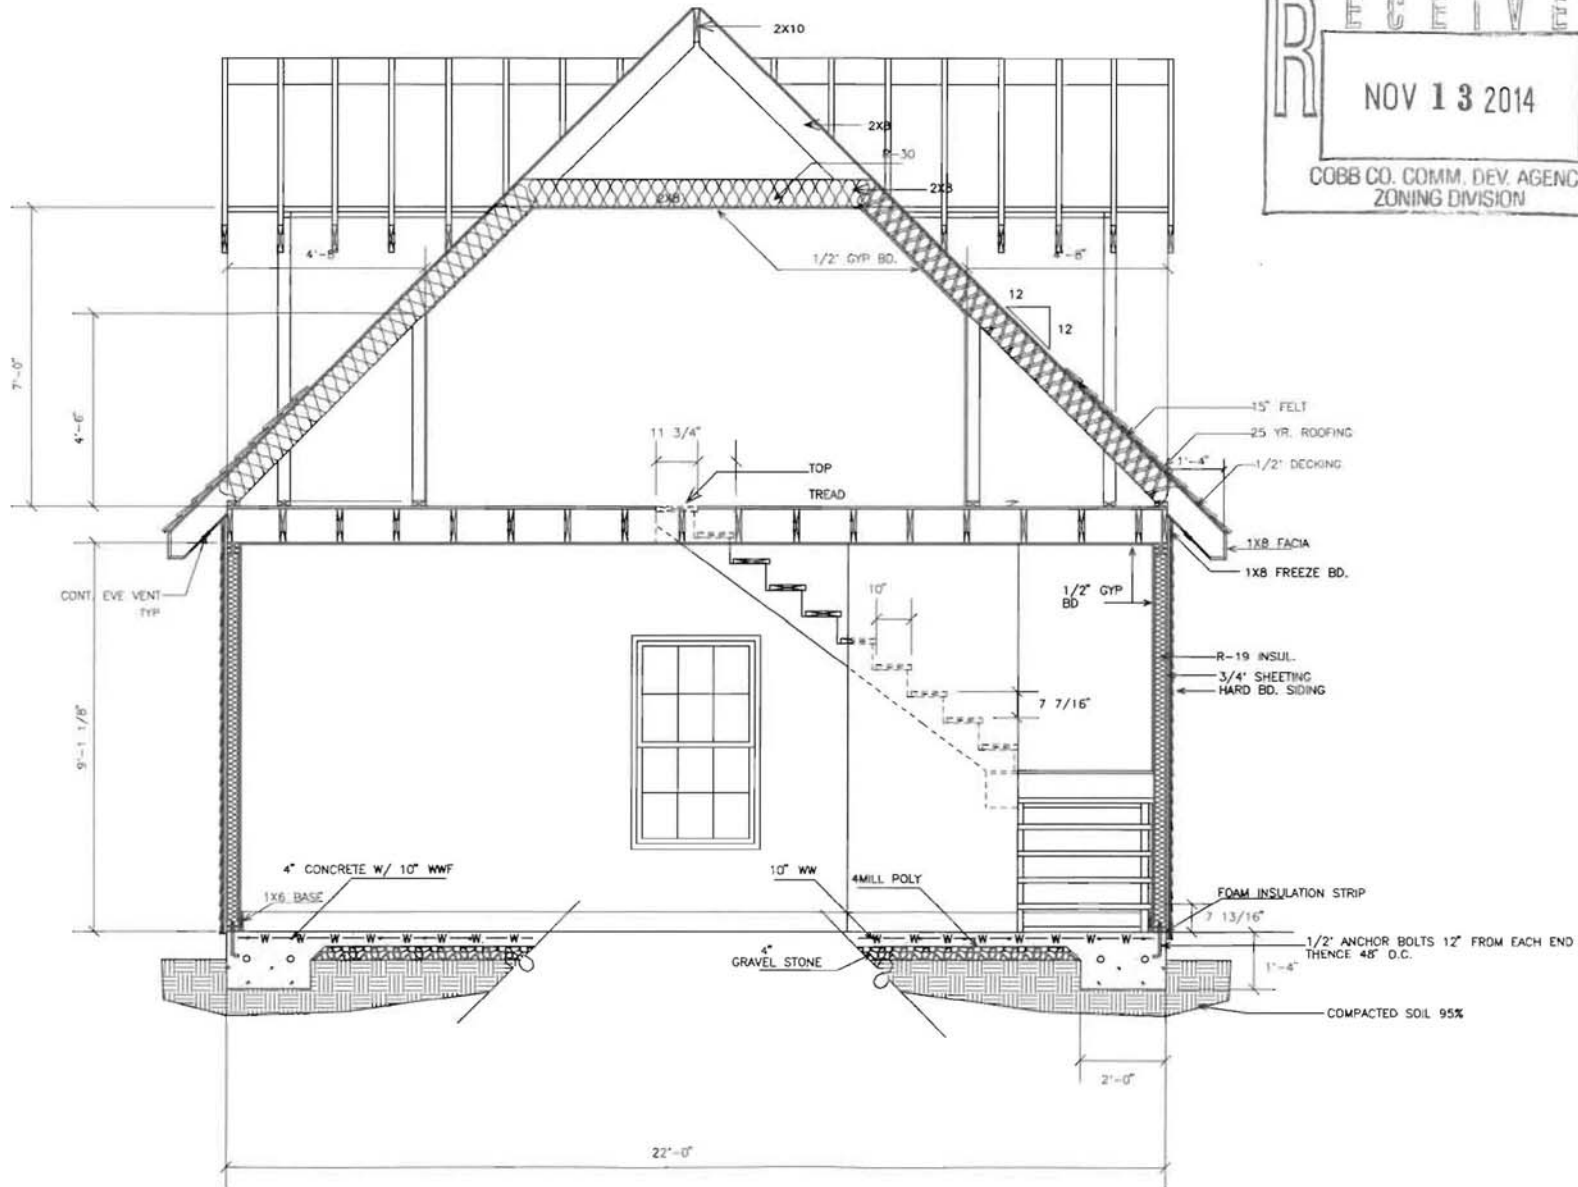 RECEIVE
NOV 13 2014
COBB CO. COMM. DEV. AGENC
ZONING DIVISION
2X10
2X8
R-30
2X8
2X8
4'-8"
1/2" GYP BD.
4'-8"
12
12
7'-0"
4'-6"
15" FELT
25 YR. ROOFING
1'-4"
1/2" DECKING
11 3/4"
TOP
TREAD
1X8 FACIA
1X8 FREEZE BD.
CONT. EVE VENT
TYP
10"
1/2" GYP
BD
R-19 INSUL.
3/4" SHEETING
HARD BD. SIDING
7 7/16"
9'-1 1/8"
4" CONCRETE W/ 10" WWF
10" WW
4MILL POLY
1X6 BASE
FOAM INSULATION STRIP
7 13/16"
W W W W W W W W
W W W W W W W W
4"
GRAVEL STONE
1/2" ANCHOR BOLTS 12" FROM EACH END
THENCE 48" O.C.
1'-4"
COMPACTED SOIL 95%
2'-0"
22'-0"